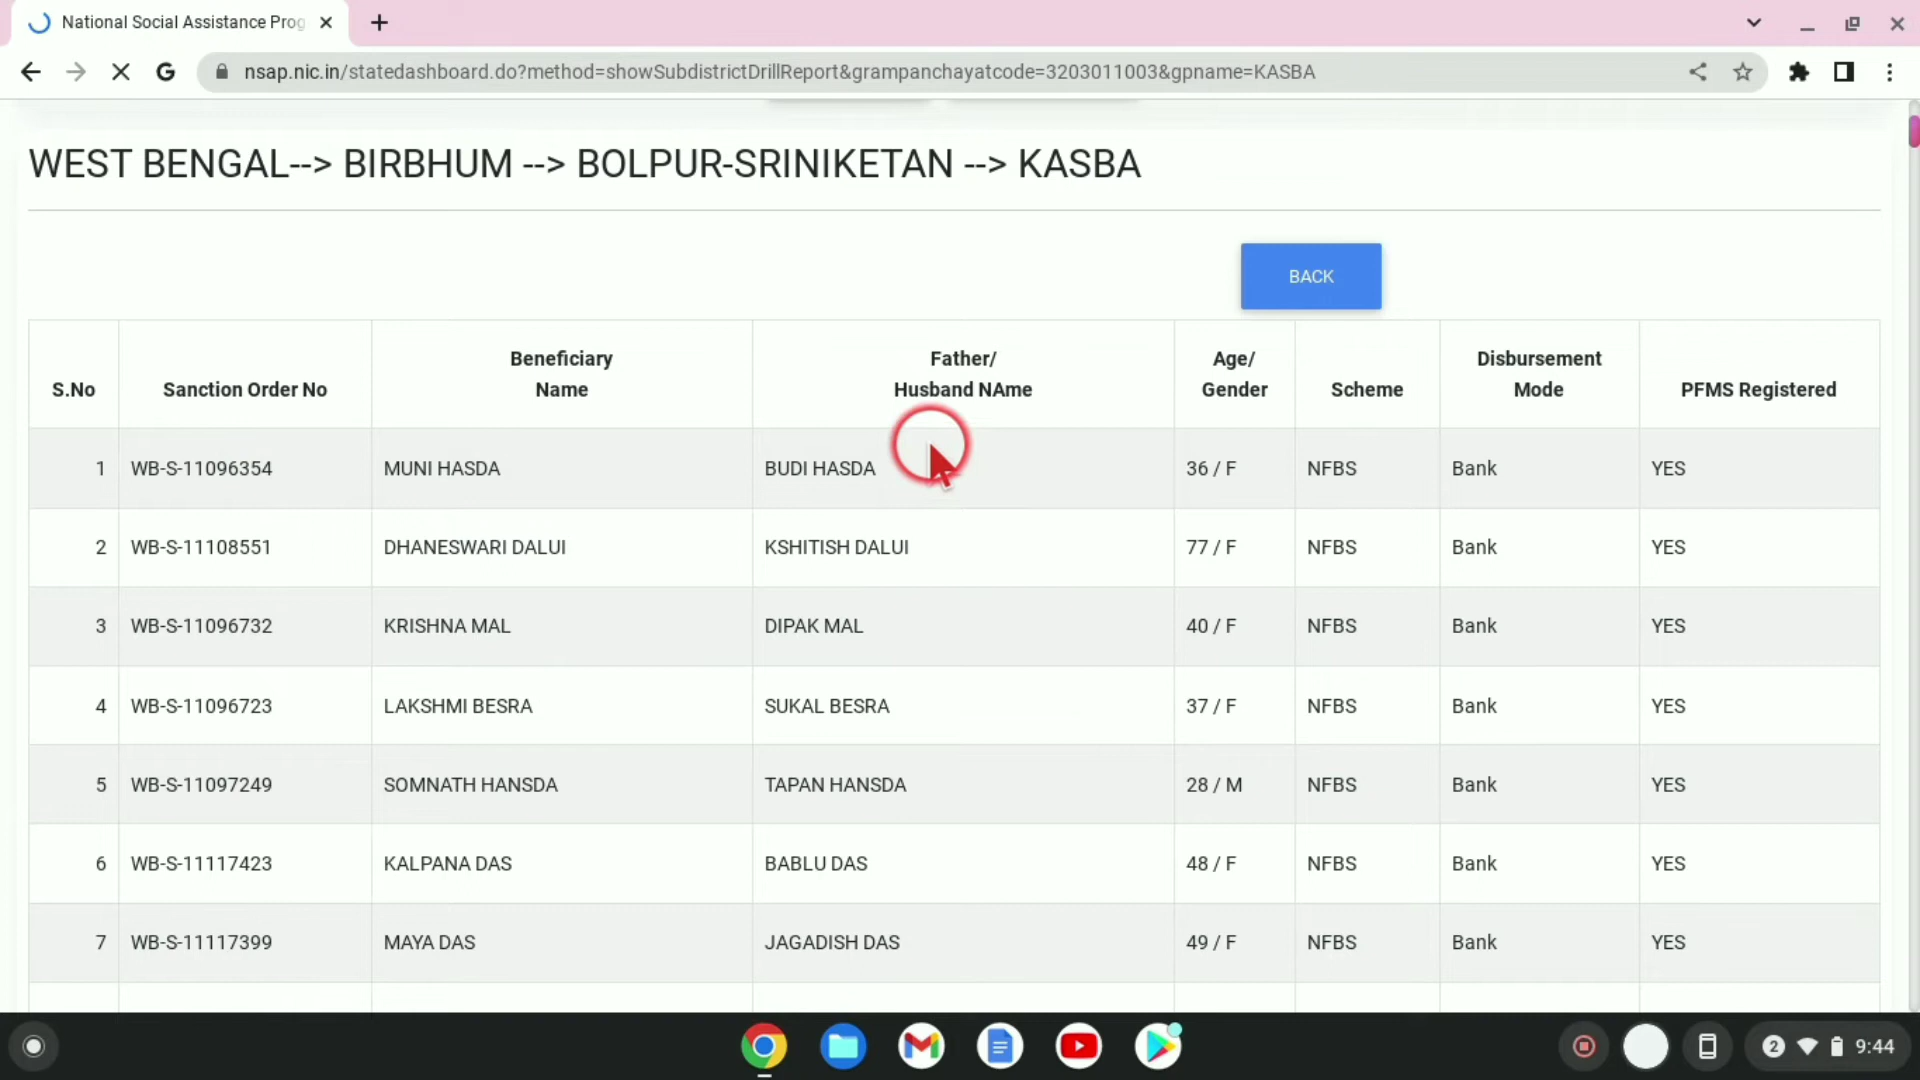 National Social Assistance Prog
nsap.nic.in/statedashboard.do?method=showSubdistrictDrillReport&grampanchayatcode=3203011003&gpname=KASBA
WEST BENGAL--> BIRBHUM --> BOLPUR-SRINIKETAN --> KASBA
BACK
S.No Sanction Order No Beneficiary Name Father/ Husband NAme Age/ Gender Scheme Disbursement Mode PFMS Registered
1 WB-S-11096354 MUNI HASDA BUDI HASDA 36 / F NFBS Bank YES
2 WB-S-11108551 DHANESWARI DALUI KSHITISH DALUI 77 / F NFBS Bank YES
3 WB-S-11096732 KRISHNA MAL DIPAK MAL 40 / F NFBS Bank YES
4 WB-S-11096723 LAKSHMI BESRA SUKAL BESRA 37 / F NFBS Bank YES
5 WB-S-11097249 SOMNATH HANSDA TAPAN HANSDA 28 / M NFBS Bank YES
6 WB-S-11117423 KALPANA DAS BABLU DAS 48 / F NFBS Bank YES
7 WB-S-11117399 MAYA DAS JAGADISH DAS 49 / F NFBS Bank YES
2 9:44